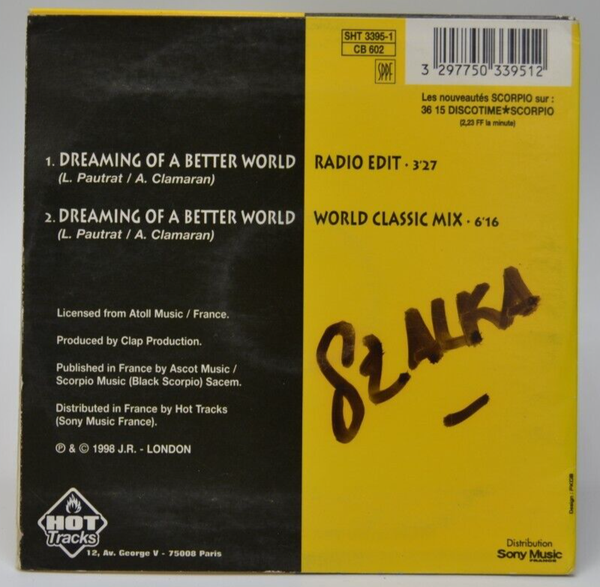 SHT 3395-1
CB 602
SPPF
3 297750 339512
Les nouveautés SCORPIO sur :
36 15 DISCOTIME★SCORPIO
(2,23 FF la minute)
1. DREAMING OF A BETTER WORLD RADIO EDIT · 3'27
(L. Pautrat / A. Clamaran)
2. DREAMING OF A BETTER WORLD WORLD CLASSIC MIX · 6'16
(L. Pautrat / A. Clamaran)
Licensed from Atoll Music / France.
Produced by Clap Production.
Published in France by Ascot Music /
Scorpio Music (Black Scorpio) Sacem.
Distributed in France by Hot Tracks
(Sony Music France).
℗ & © 1998 J.R. - LONDON
SZALKA
HOT
Tracks
12, Av. George V - 75008 Paris
Distribution
Sony Music
FRANCE